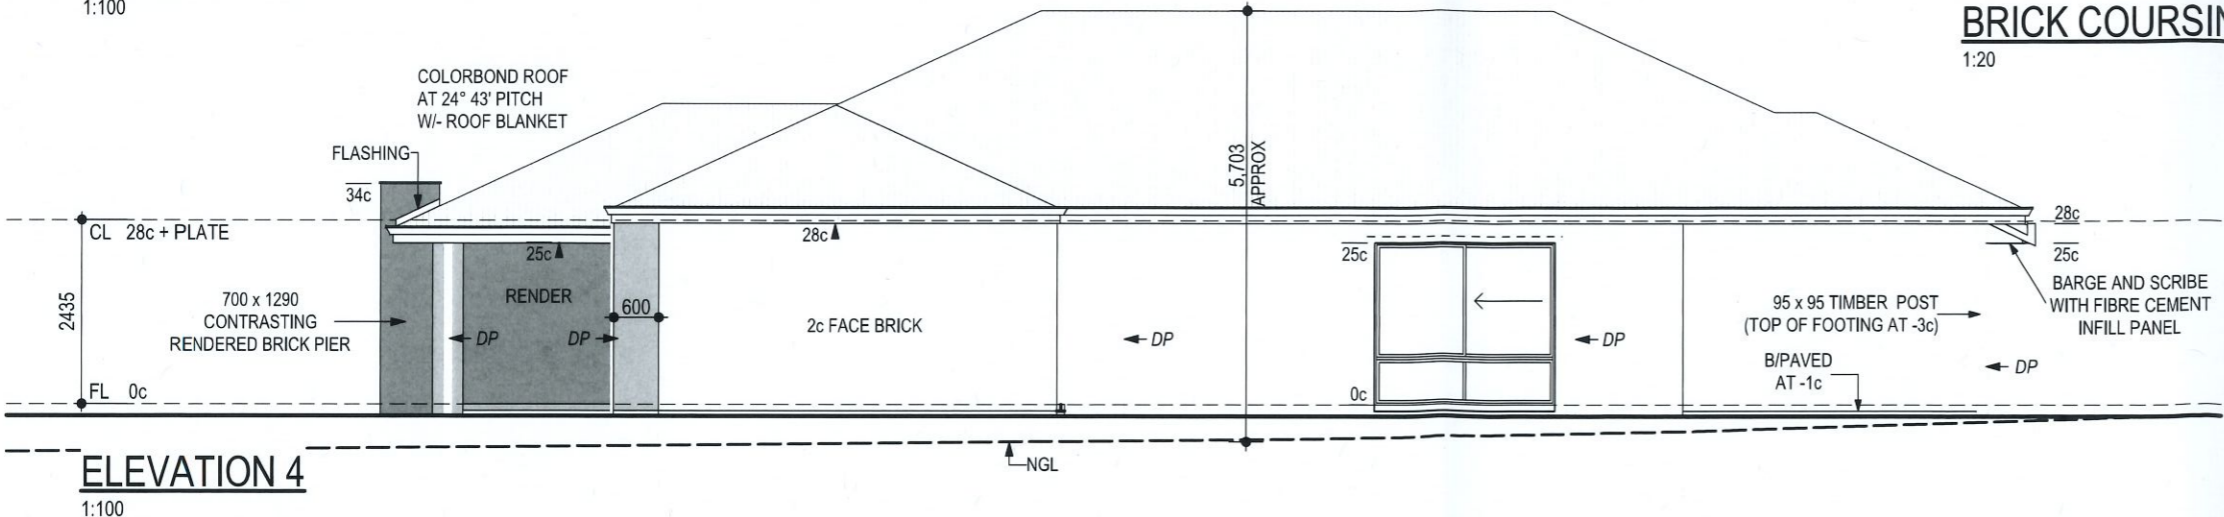 1:100
BRICK COURSIN
1:20
COLORBOND ROOF
AT 24° 43' PITCH
W/- ROOF BLANKET
FLASHING
34c
5,703
APPROX
CL 28c + PLATE
28c
28c
25c
25c
25c
2435
700 x 1290
CONTRASTING
RENDERED BRICK PIER
RENDER
600
2c FACE BRICK
95 x 95 TIMBER POST
(TOP OF FOOTING AT -3c)
BARGE AND SCRIBE
WITH FIBRE CEMENT
INFILL PANEL
DP
DP
DP
DP
DP
B/PAVED
AT -1c
FL 0c
0c
NGL
ELEVATION 4
1:100